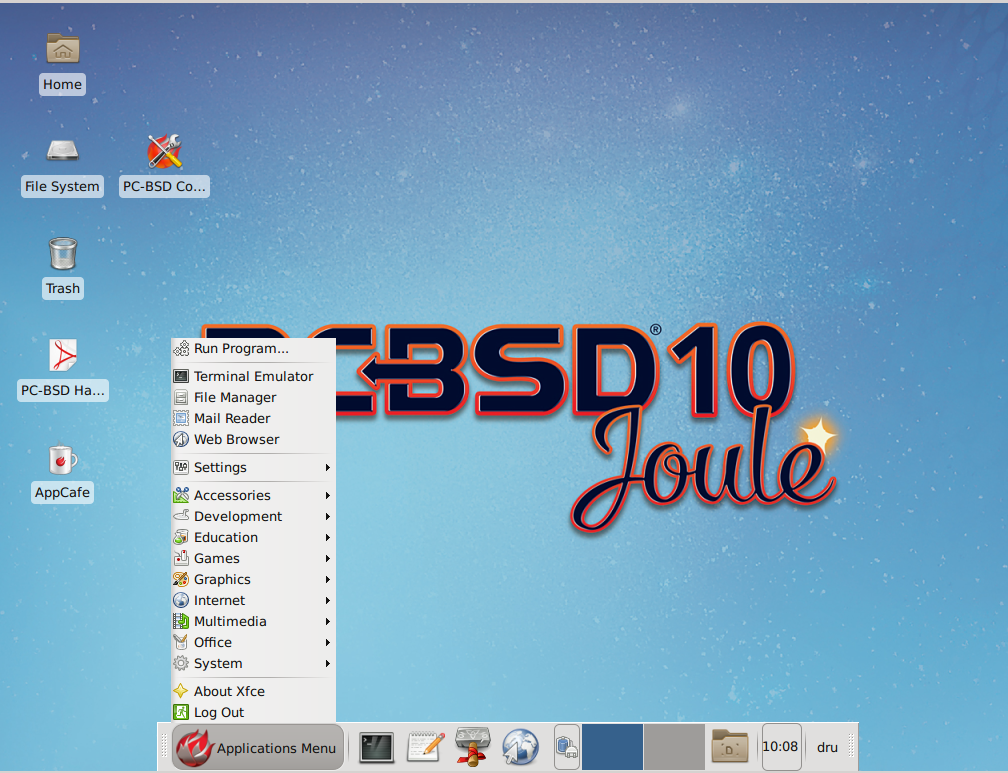 Home
File System
PC-BSD Co...
Trash
PC-BSD Ha...
AppCafe
PCBSD®10
Joule
Run Program...
Terminal Emulator
File Manager
Mail Reader
Web Browser
Settings
Accessories
Development
Education
Games
Graphics
Internet
Multimedia
Office
System
About Xfce
Log Out
Applications Menu
10:08
dru